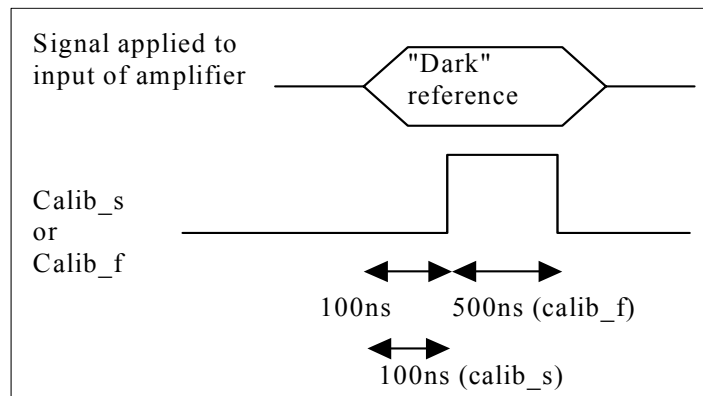 Signal applied to
input of amplifier
"Dark"
reference
Calib_s
or
Calib_f
100ns
500ns (calib_f)
100ns (calib_s)